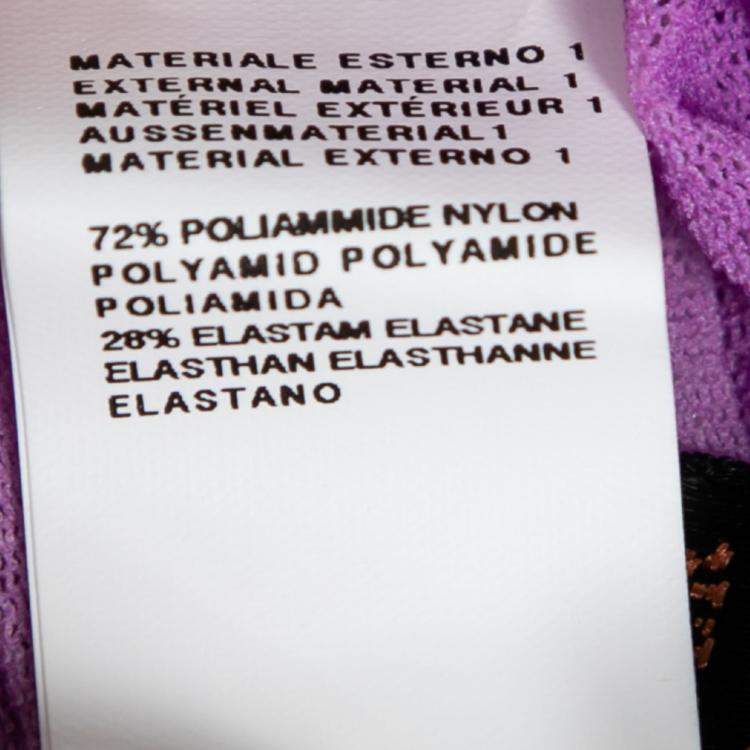 MATERIALE ESTERNO 1
EXTERNAL MATERIAL 1
MATÉRIEL EXTÉRIEUR 1
AUSSENMATERIAL1
MATERIAL EXTERNO 1
72% POLIAMMIDE NYLON
POLYAMID POLYAMIDE
POLIAMIDA
28% ELASTAM ELASTANE
ELASTHAN ELASTHANNE
ELASTANO